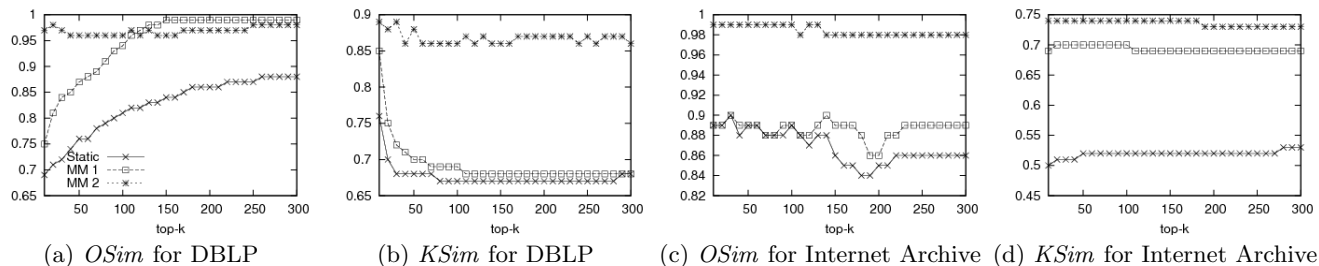 1
0.95
0.9
0.85
0.8
0.75
0.7
0.65
Static
MM 1
MM 2
50 100 150 200 250 300
top-k
(a) OSim for DBLP
0.9
0.85
0.8
0.75
0.7
0.65
50 100 150 200 250 300
top-k
(b) KSim for DBLP
1
0.98
0.96
0.94
0.92
0.9
0.88
0.86
0.84
0.82
50 100 150 200 250 300
top-k
(c) OSim for Internet Archive
0.75
0.7
0.65
0.6
0.55
0.5
0.45
50 100 150 200 250 300
top-k
(d) KSim for Internet Archive